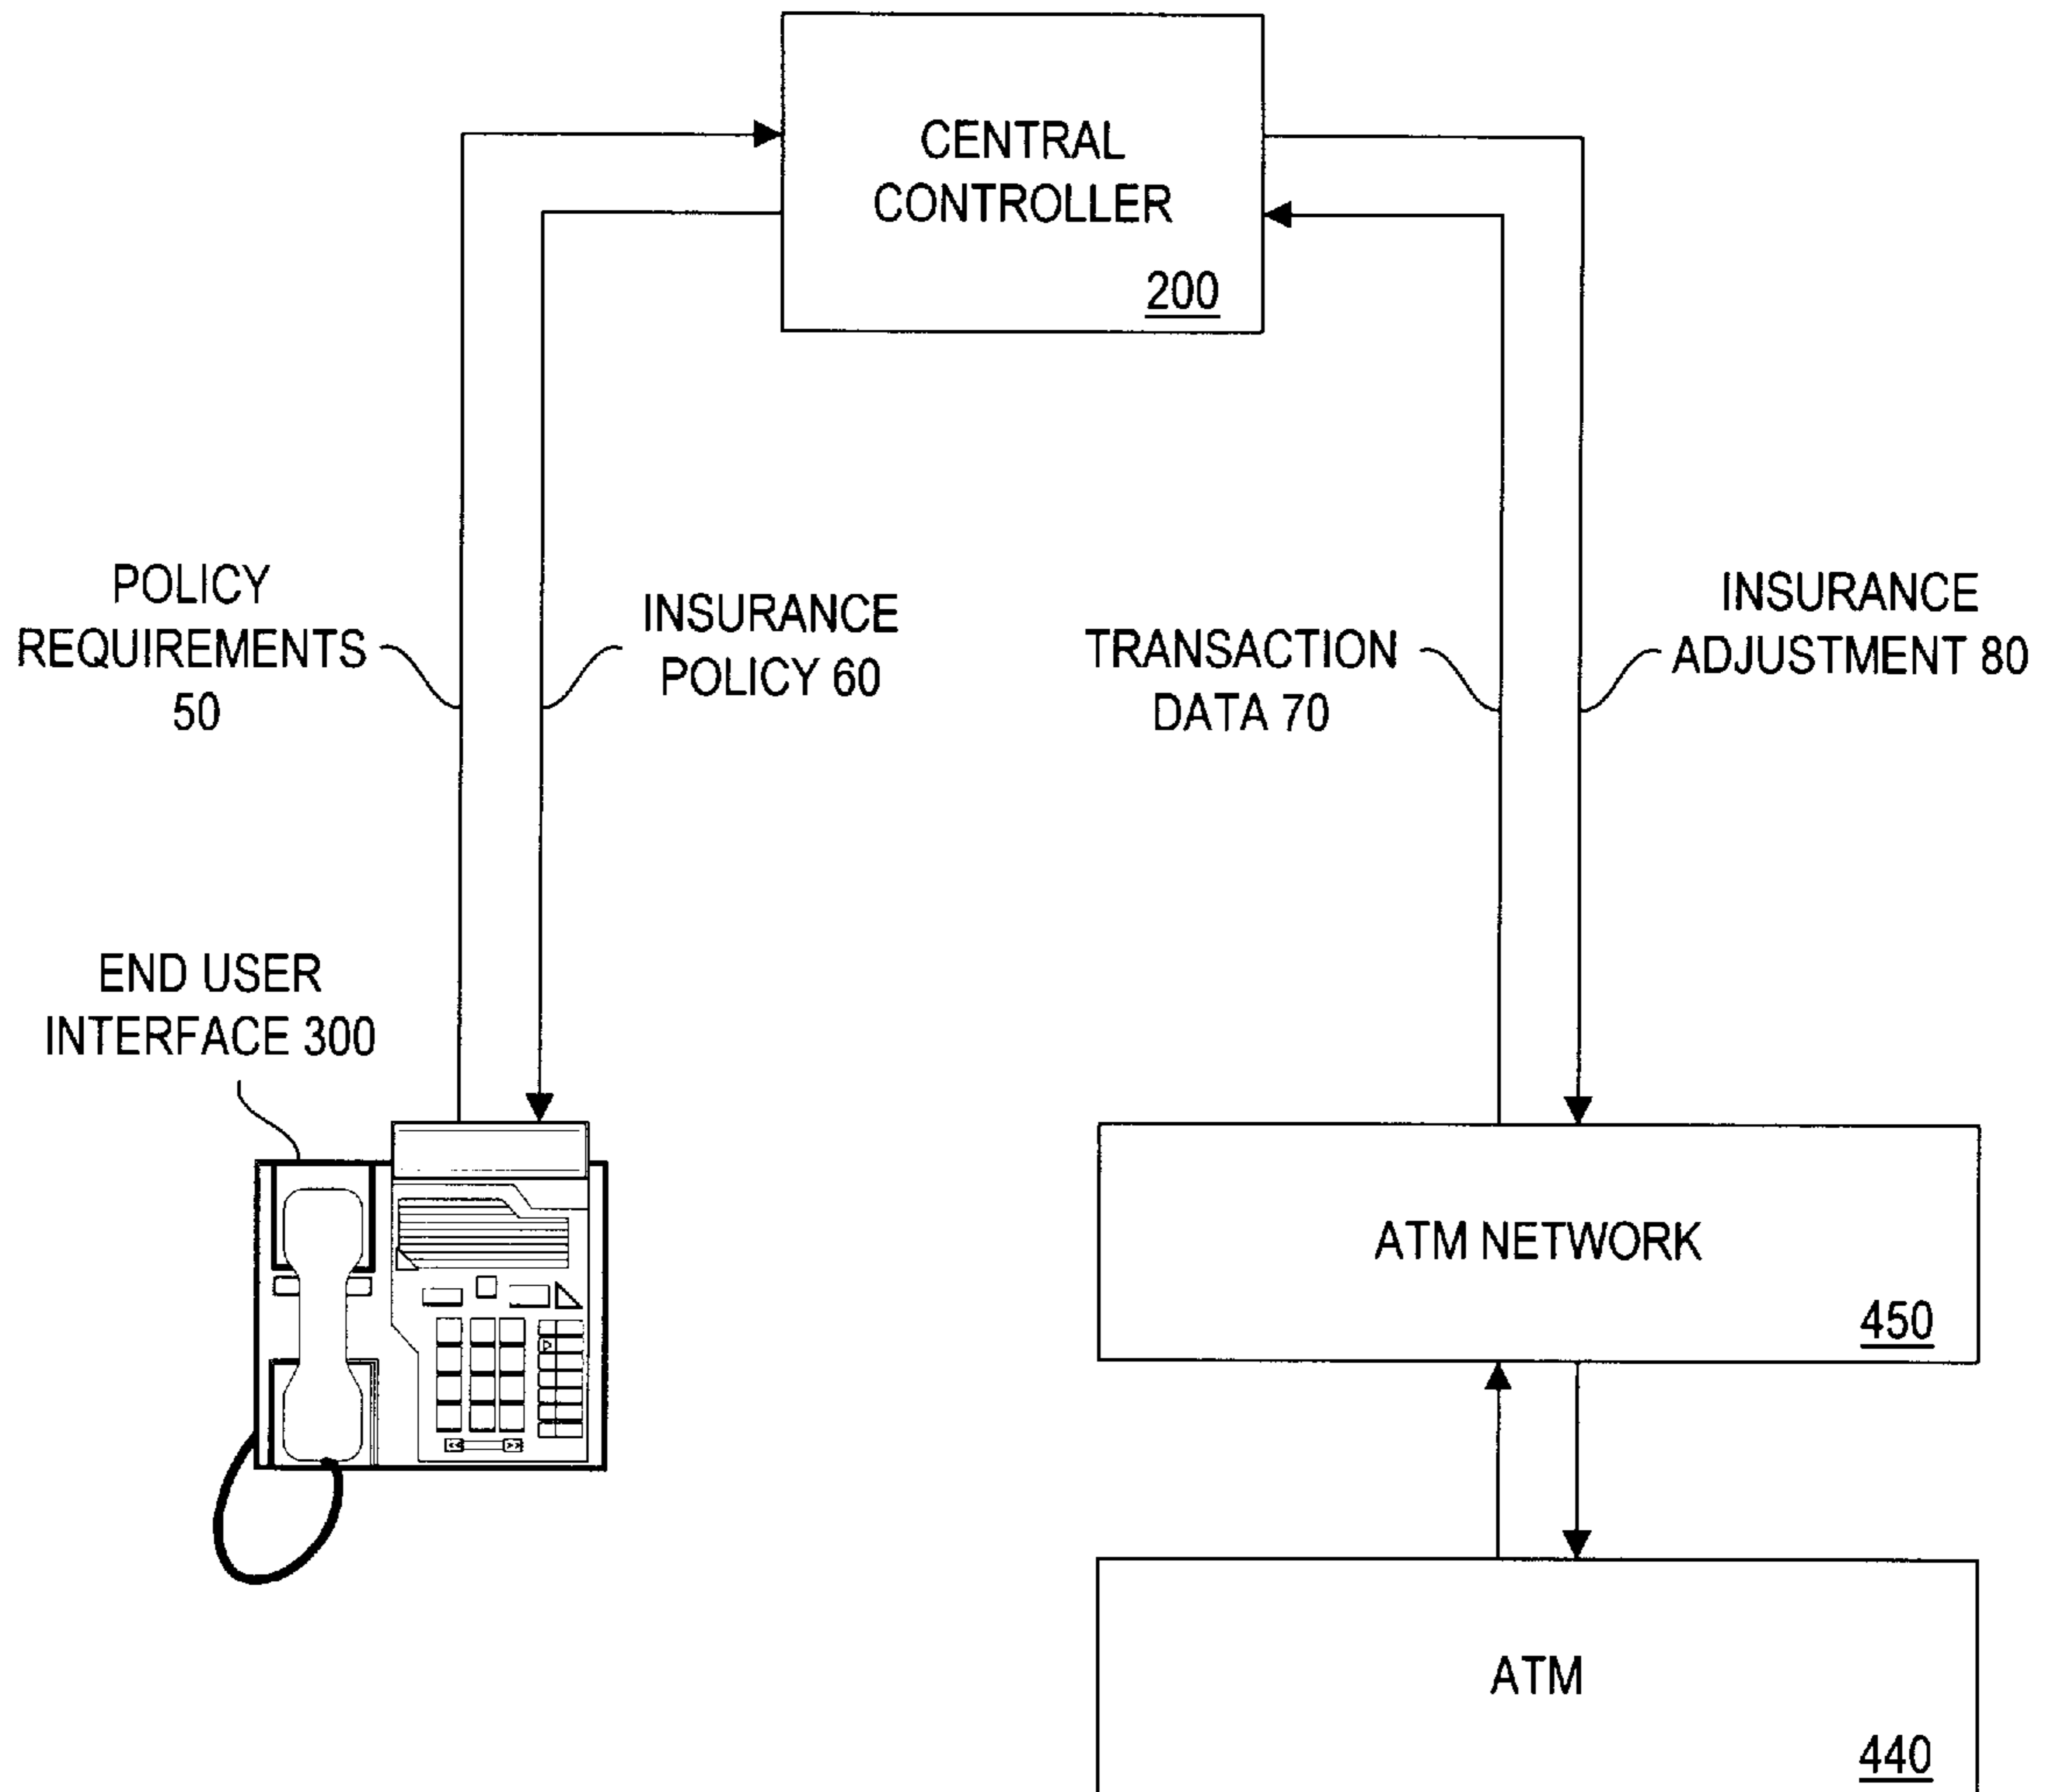 CENTRAL
CONTROLLER
200
POLICY
REQUIREMENTS
50
INSURANCE
POLICY 60
TRANSACTION
DATA 70
INSURANCE
ADJUSTMENT 80
END USER
INTERFACE 300
ATM NETWORK
450
ATM
440